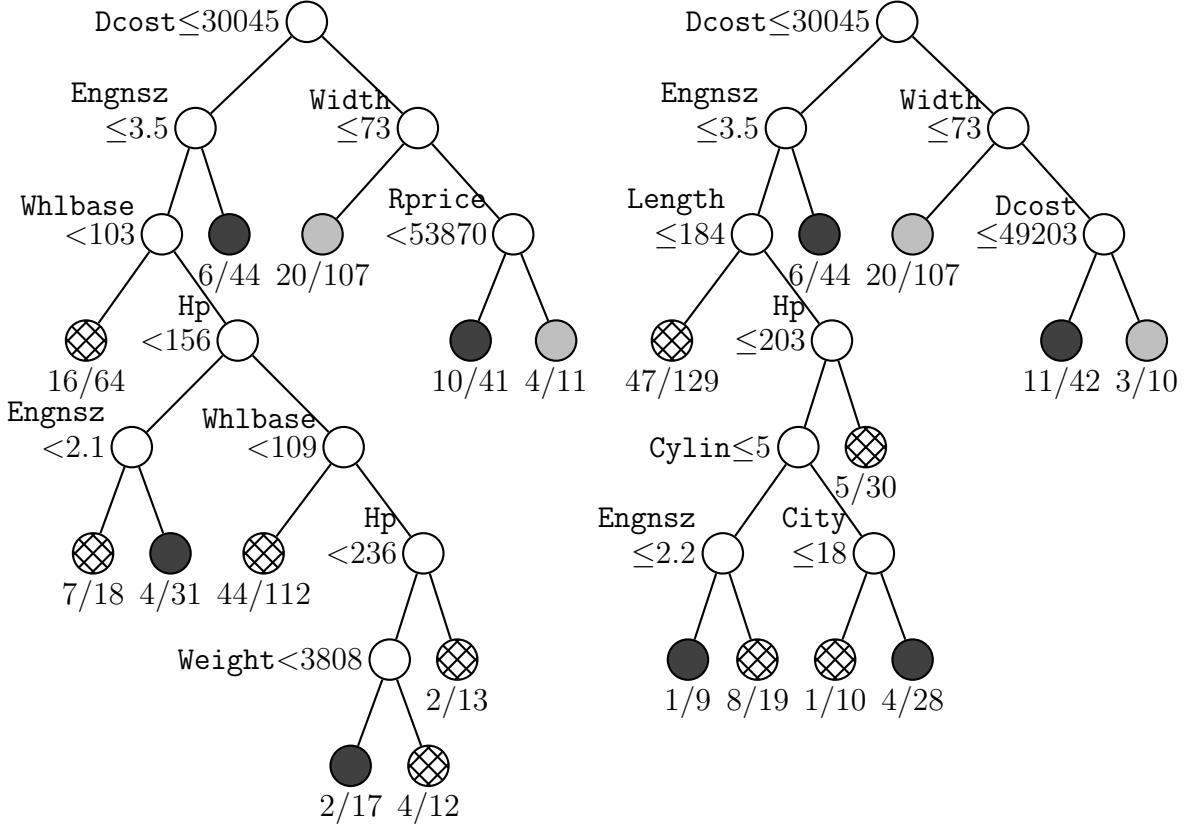 Dcost≤30045
Engnsz
≤3.5
Width
≤73
Whlbase
<103
6/44
20/107
Rprice
<53870
16/64
Hp
<156
10/41
4/11
Engnsz
<2.1
Whlbase
<109
7/18
4/31
44/112
Hp
<236
Weight<3808
2/13
2/17
4/12
Dcost≤30045
Engnsz
≤3.5
Width
≤73
Length
≤184
6/44
20/107
Dcost
≤49203
47/129
Hp
≤203
11/42
3/10
Cylin≤5
5/30
Engnsz
≤2.2
City
≤18
1/9
8/19
1/10
4/28